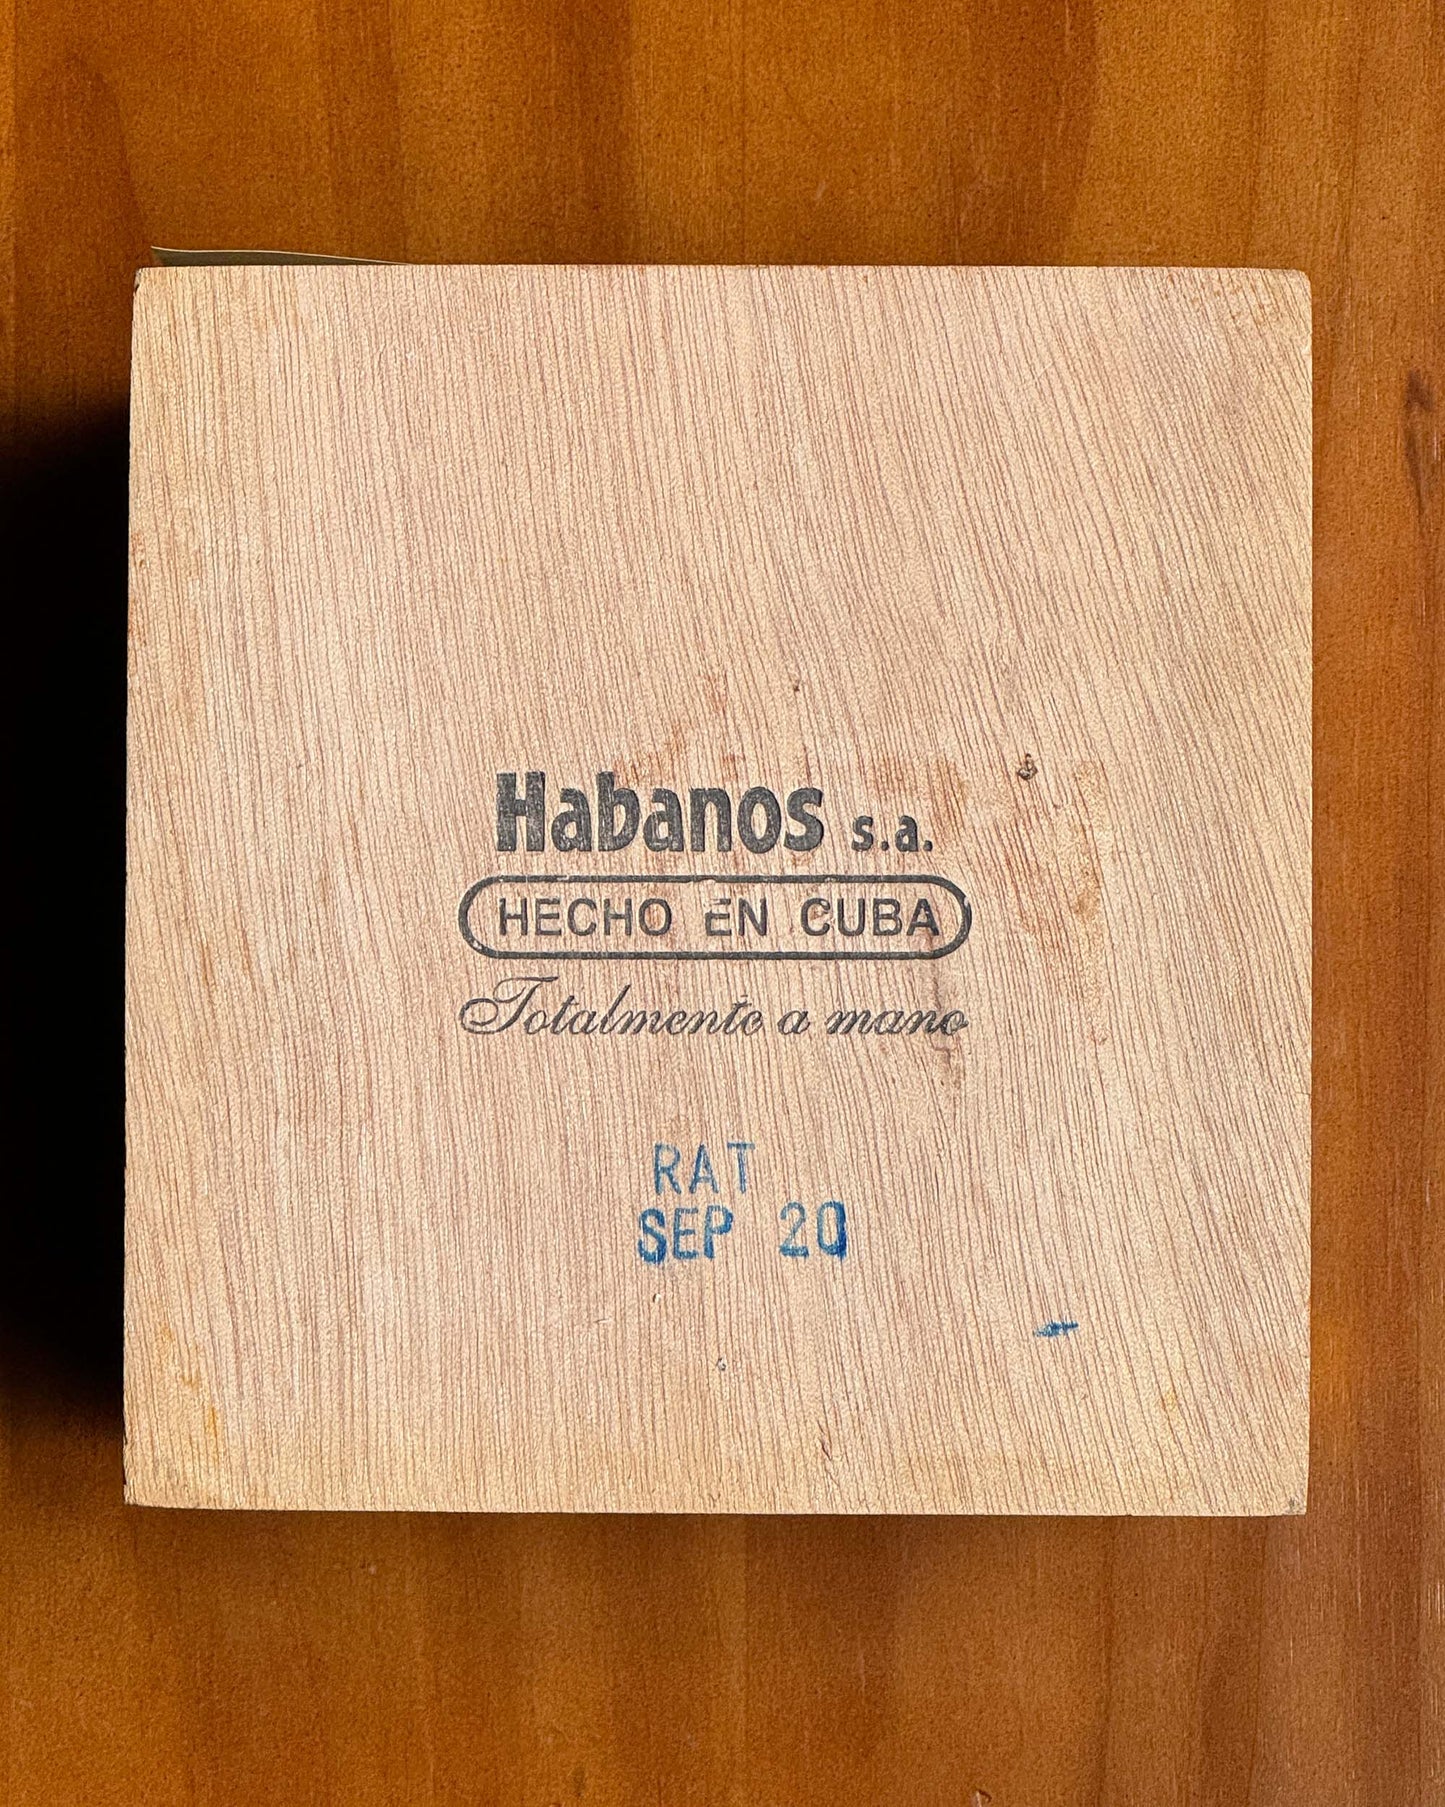 Habanos s.a.
HECHO EN CUBA
Totalmente a mano
RAT
SEP 20